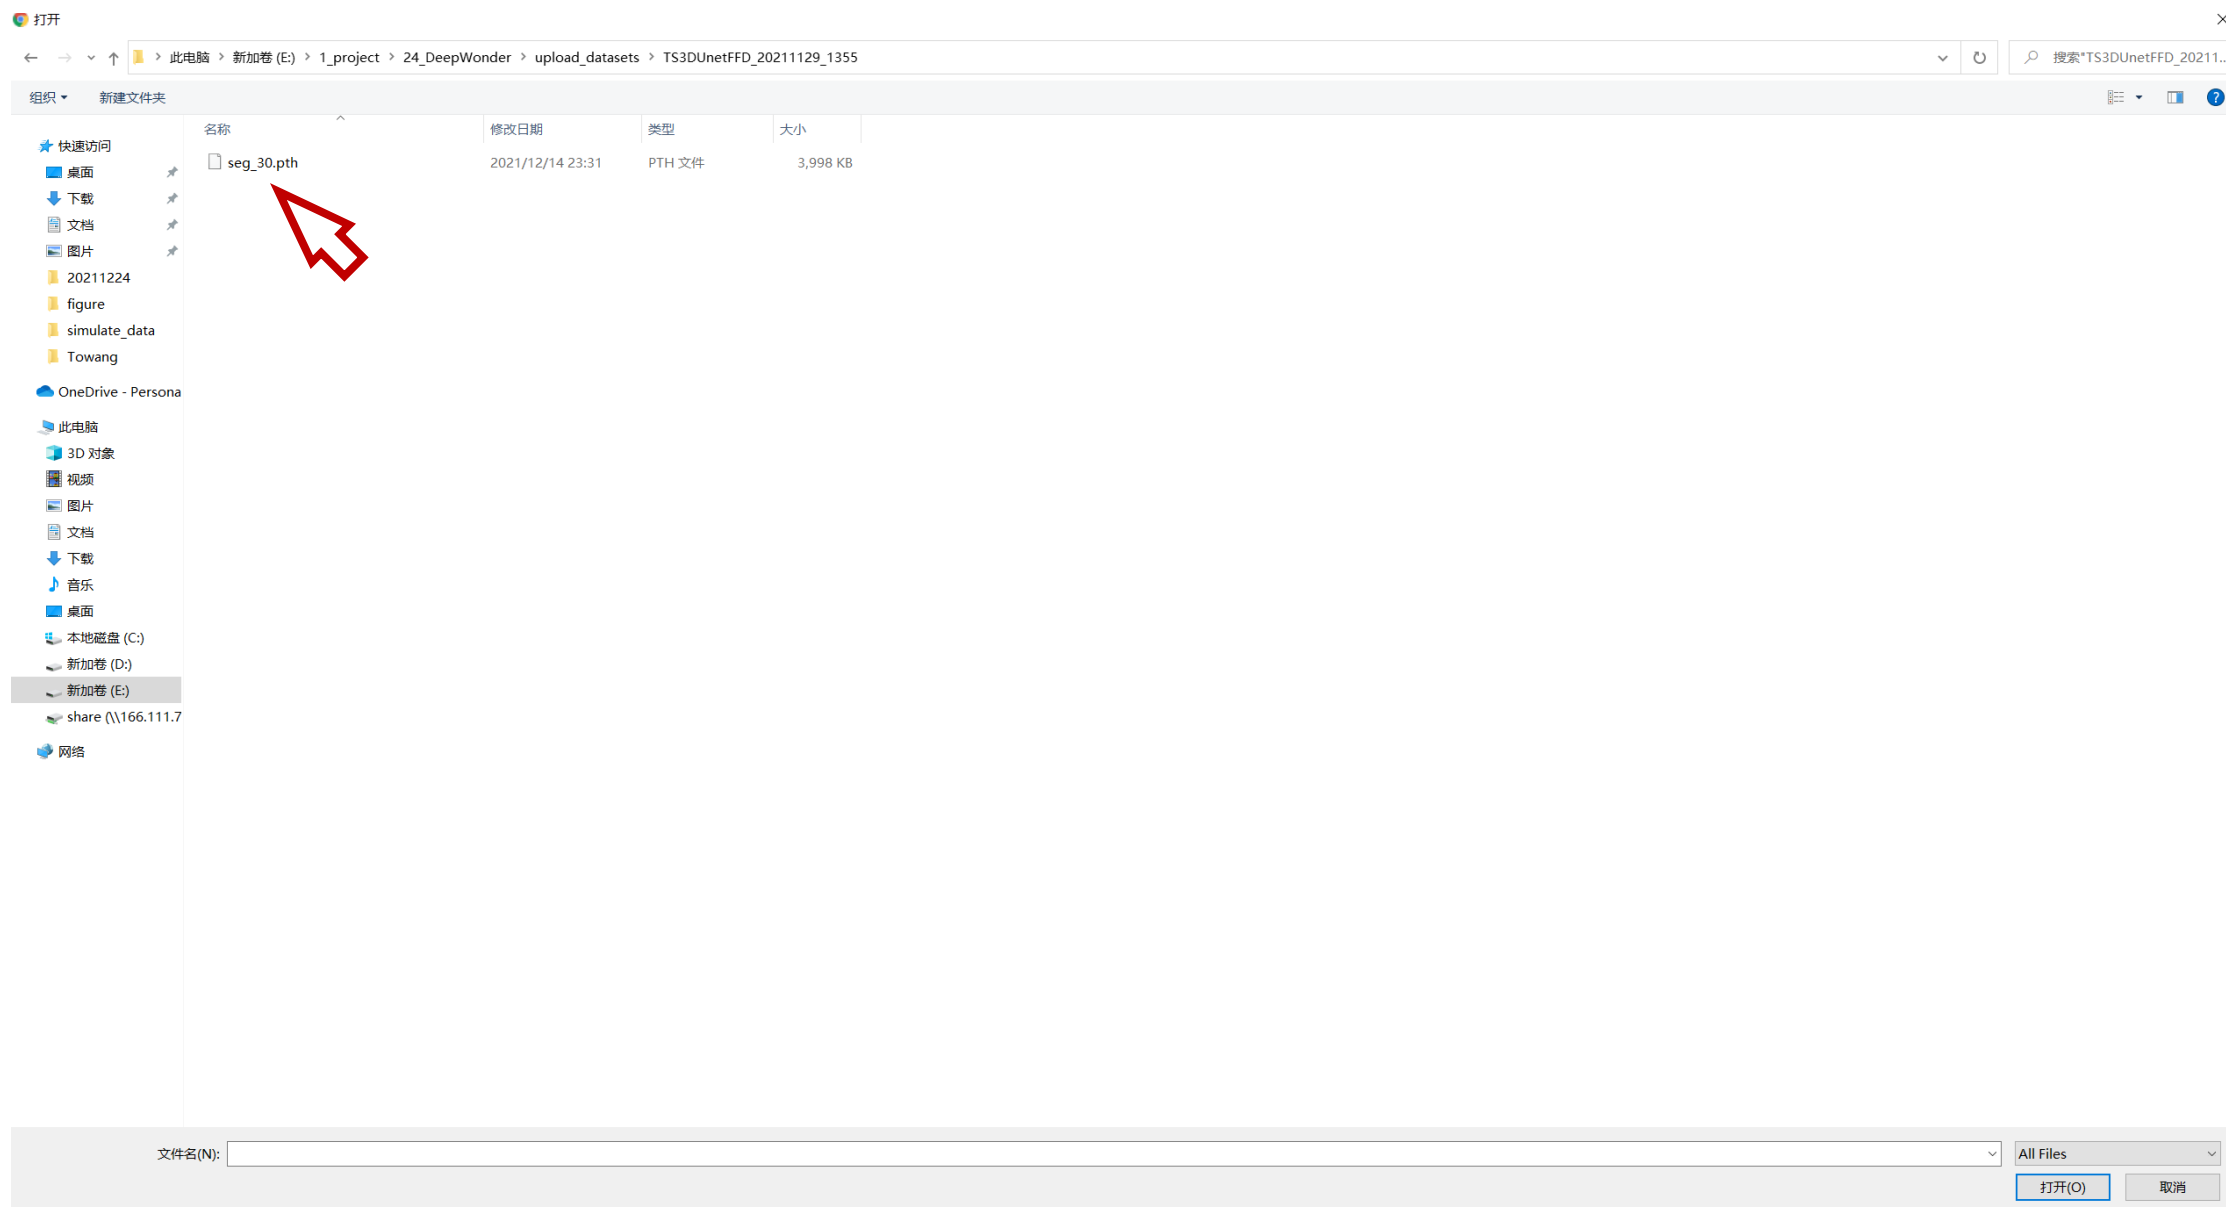 打开
此电脑 新加卷 (E:) 1_project 24_DeepWonder upload_datasets TS3DUnetFFD_20211129_1355 搜索"TS3DUnetFFD_20211...
组织 新建文件夹
名称 修改日期 类型 大小
seg_30.pth 2021/12/14 23:31 PTH 文件 3,998 KB
快速访问
桌面
下载
文档
图片
20211224
figure
simulate_data
Towang
OneDrive - Persona
此电脑
3D 对象
视频
图片
文档
下载
音乐
桌面
本地磁盘 (C:)
新加卷 (D:)
新加卷 (E:)
share (\\166.111.7
网络
文件名(N): All Files
打开(O) 取消